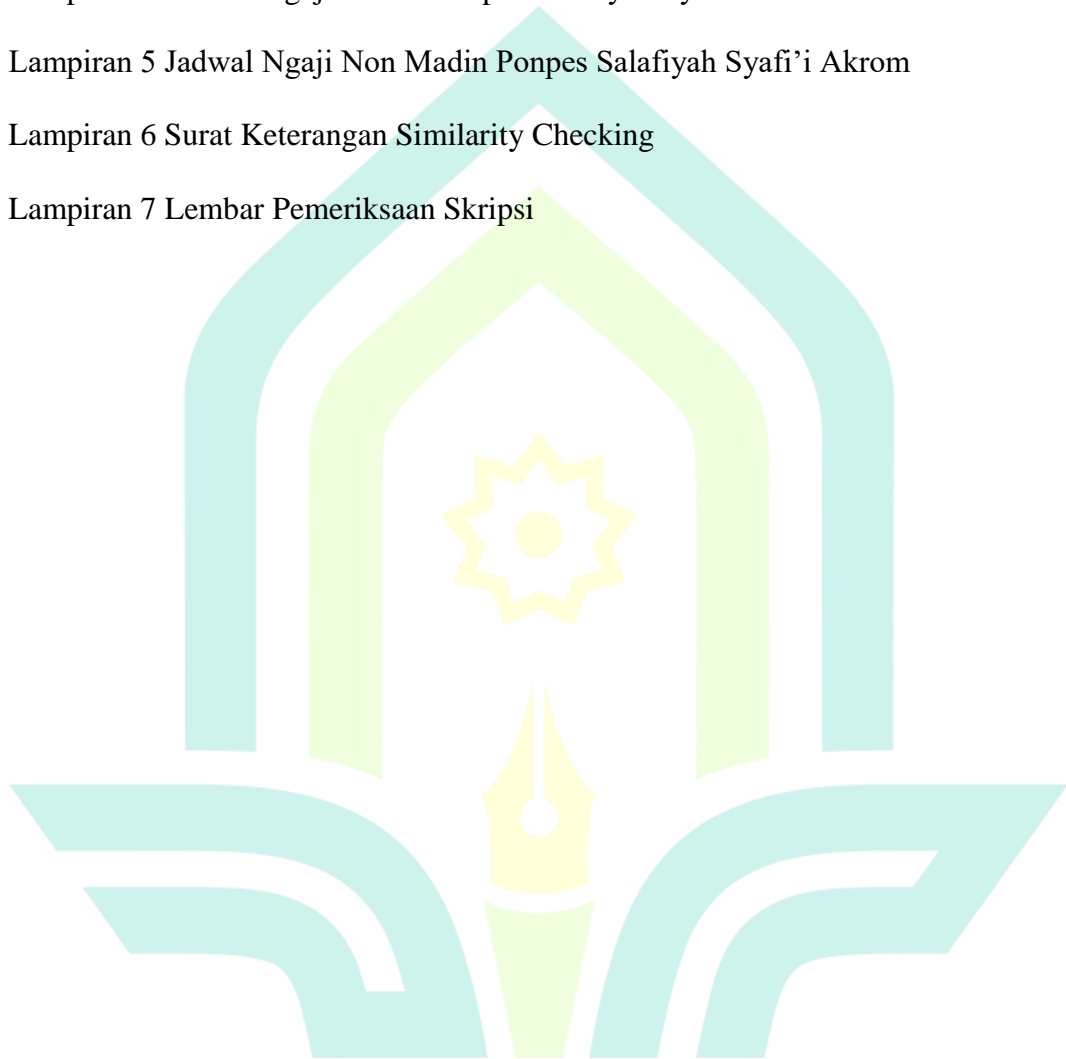 Lampiran 5 Jadwal Ngaji Non Madin Ponpes Salafiyah Syafi’i Akrom
Lampiran 6 Surat Keterangan Similarity Checking
Lampiran 7 Lembar Pemeriksaan Skripsi